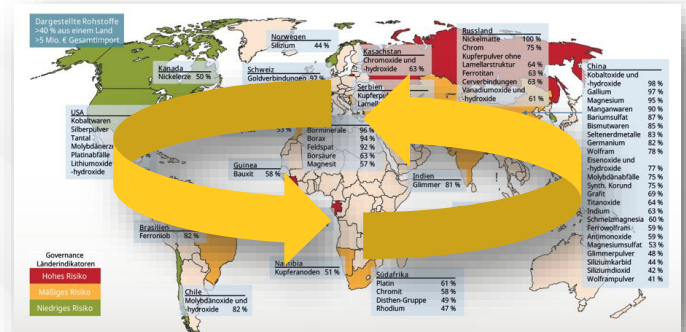 Dargestellte Rohstoffe
>40 % aus einem Land
>5 Mio. € Gesamtimport
Norwegen
Silizium 44 %
Kanada
Nickelerze 50 %
Schweiz
Goldverbindungen 97 %
Kasachstan
Chromoxide und
-hydroxide 63 %
Serbien
Kupferpulver
Lamell
Russland
Nickelmatte 100 %
Chrom 75 %
Kupferpulver ohne
Lamellerstruktur 64 %
Ferrotitan 63 %
Cerverbindungen 63 %
Vanadiumoxide und
-hydroxide 61 %
China
Kobaltoxide und
-hydroxide 98 %
Gallium 97 %
Magnesium 95 %
Manganwaren 90 %
Bariumsulfat 87 %
Bismutwaren 85 %
Seltenerdmetalle 83 %
Germanium 82 %
Wolfram 78 %
Eisenoxide und
-hydroxide 77 %
Molybdänabfälle 75 %
Synth. Korund 75 %
Grafit 69 %
Titanoxide 64 %
Indium 63 %
Schmelzmagnesia 60 %
Ferrowolfram 59 %
Antimonoxide 59 %
Magnesiumsulfat 53 %
Glimmerpulver 48 %
Siliziumkarbid 44 %
Siliziumdioxid 42 %
Wolframpulver 41 %
USA
Kobaltwaren
Silberpulver
Tantal
Molybdänerze
Platinabfälle
Lithiumoxide
-hydroxide
93 %
Borminerale 96 %
Borax 94 %
Feldspat 92 %
Borsäure 63 %
Magnesit 57 %
Guinea
Bauxit 58 %
Indien
Glimmer 81 %
Brasilien
Ferroniob 82 %
Namibia
Kupferanoden 51 %
Südafrika
Platin 61 %
Chromit 58 %
Disthen-Gruppe 49 %
Rhodium 47 %
Chile
Molybdänoxide und
-hydroxide 82 %
Governance
Länderindikatoren
Hohes Risiko
Mäßiges Risiko
Niedriges Risiko